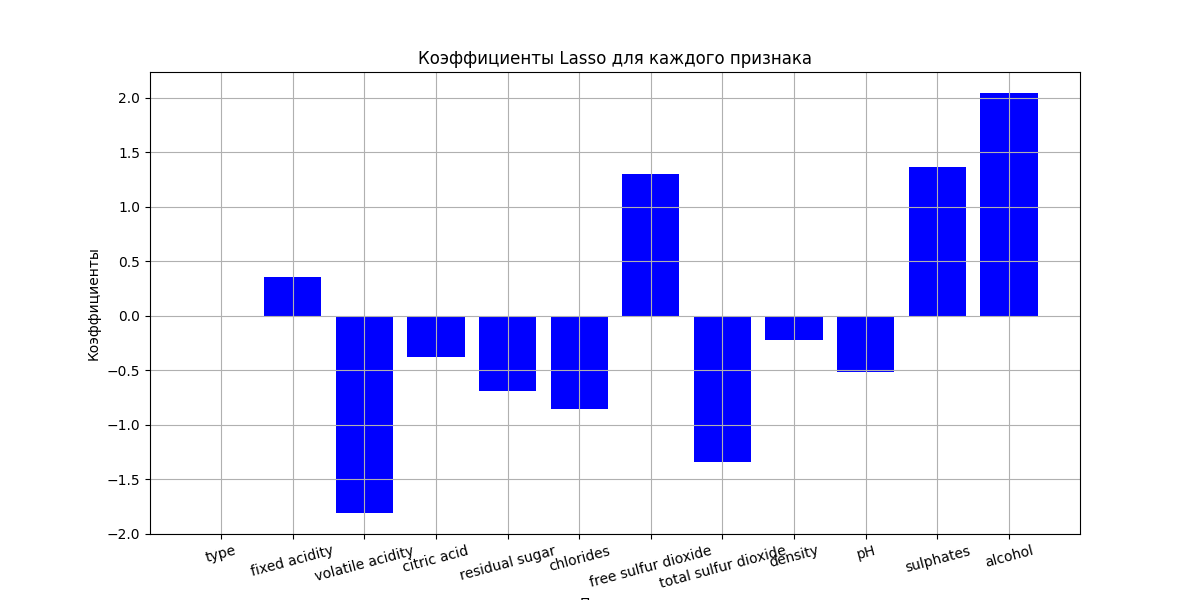 Коэффициенты Lasso для каждого признака
Коэффициенты
2.0
1.5
1.0
0.5
0.0
−0.5
−1.0
−1.5
−2.0
type
fixed acidity
volatile acidity
citric acid
residual sugar
chlorides
free sulfur dioxide
total sulfur dioxide
density
pH
sulphates
alcohol